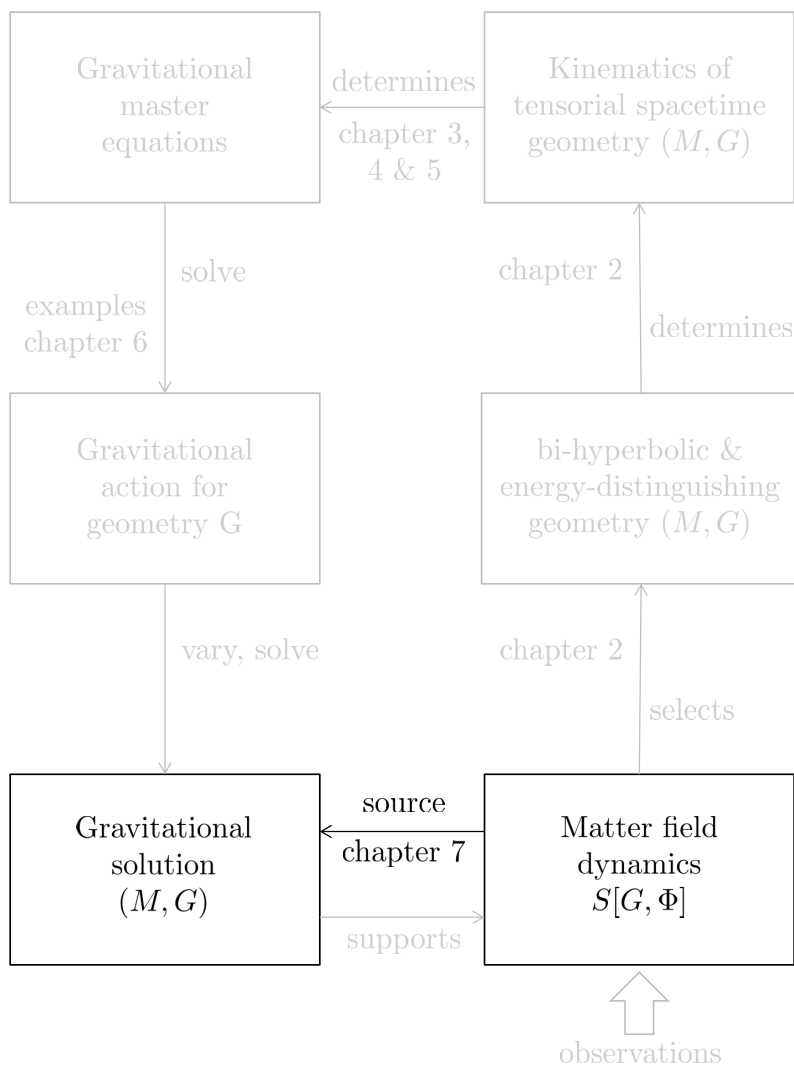 Gravitational
master
equations
determines
chapter 3,
4 & 5
Kinematics of
tensorial spacetime
geometry (M, G)
solve
examples
chapter 6
chapter 2
determines
Gravitational
action for
geometry G
bi-hyperbolic &
energy-distinguishing
geometry (M, G)
vary, solve
chapter 2
selects
Gravitational
solution
(M, G)
source
chapter 7
supports
Matter field
dynamics
S[G, Φ]
observations